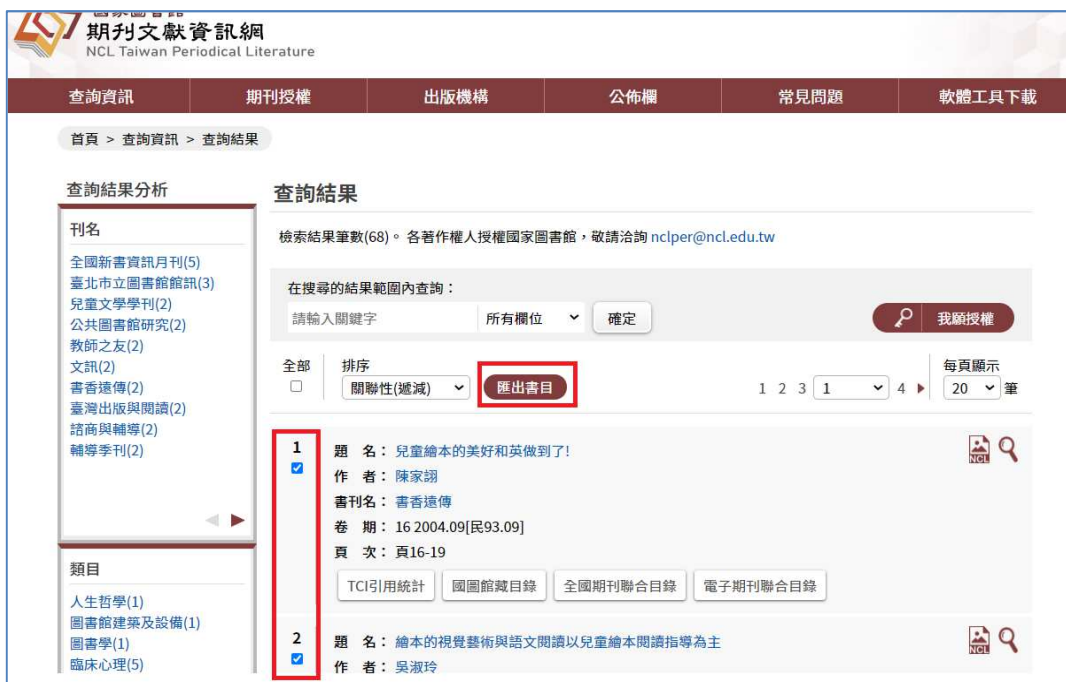 國家圖書館
期刊文獻資訊網
NCL Taiwan Periodical Literature
查詢資訊 期刊授權 出版機構 公佈欄 常見問題 軟體工具下載
首頁 > 查詢資訊 > 查詢結果
查詢結果分析
刊名
全國新書資訊月刊(5)
臺北市立圖書館館訊(3)
兒童文學學刊(2)
公共圖書館研究(2)
教師之友(2)
文訊(2)
書香遠傳(2)
臺灣出版與閱讀(2)
諮商與輔導(2)
輔導季刊(2)
類目
人生哲學(1)
圖書館建築及設備(1)
圖書學(1)
臨床心理(5)
查詢結果
檢索結果筆數(68)。 各著作權人授權國家圖書館，敬請洽詢 nclper@ncl.edu.tw
在搜尋的結果範圍內查詢：
請輸入關鍵字 所有欄位 確定 我願授權
全部 排序 每頁顯示
關聯性(遞減) 匯出書目 1 2 3 1 4 20 筆
1 題 名： 兒童繪本的美好和英做到了!
作 者： 陳家詡
書刊名： 書香遠傳
卷 期： 16 2004.09[民93.09]
頁 次： 頁16-19
TCI引用統計 國圖館藏目錄 全國期刊聯合目錄 電子期刊聯合目錄
NCL
2 題 名： 繪本的視覺藝術與語文閱讀以兒童繪本閱讀指導為主
作 者： 吳淑玲
NCL